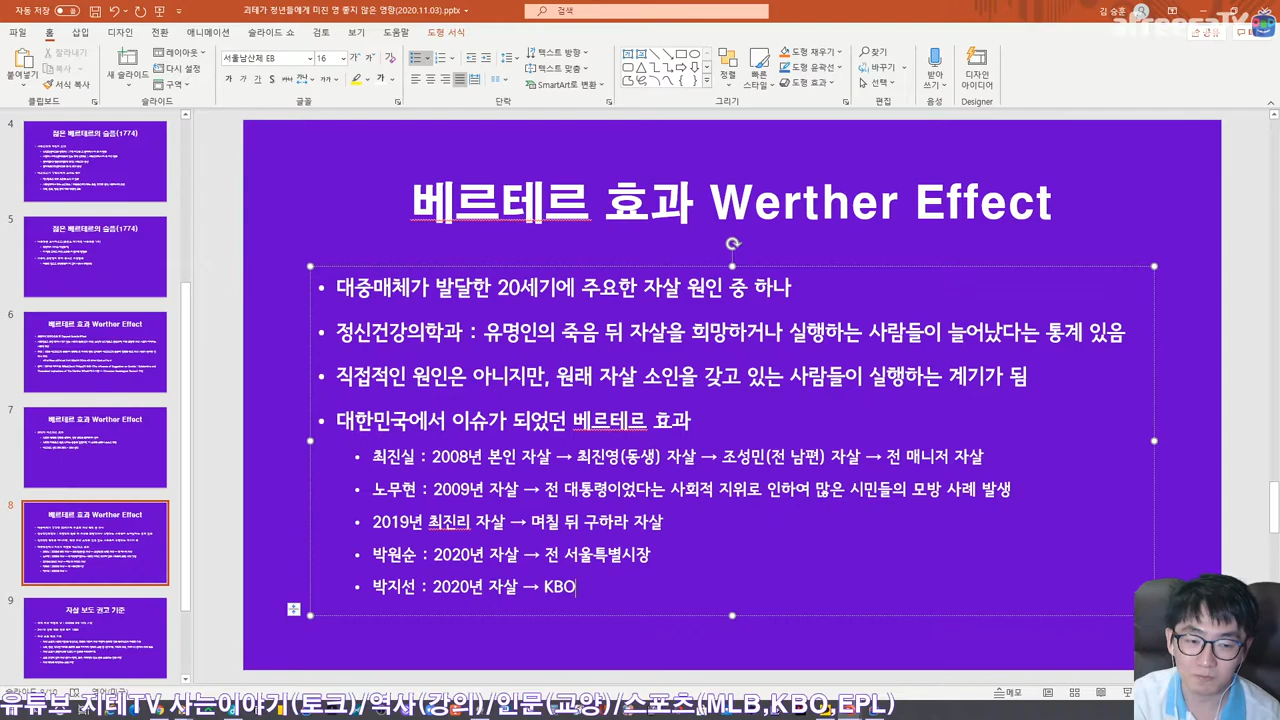 자동 저장
과테가 청년들에게 미친 명 좋지 않은 영향(2020.11.03).pptx
검색
김 승훈
afreecaTV
파일 홈 삽입 디자인 전환 애니메이션 슬라이드 쇼 검토 보기 도움말 도형 서식
공유
붙여넣기
잘라내기
복사
서식 복사
클립보드
새 슬라이드
레이아웃
다시 설정
구역
슬라이드
서울남산체 EB 16
가 가 가 S
글꼴
텍스트 방향
텍스트 맞춤
SmartArt로 변환
단락
정렬
빠른 스타일
도형 채우기
도형 윤곽선
도형 효과
그리기
찾기
바꾸기
선택
편집
받아쓰기
음성
디자인 아이디어
Designer
4
젊은 베르테르의 슬픔(1774)
5
젊은 베르테르의 슬픔(1774)
6
베르테르 효과 Werther Effect
7
베르테르 효과 Werther Effect
8
베르테르 효과 Werther Effect
9
자살 보도 권고 기준
베르테르 효과 Werther Effect
• 대중매체가 발달한 20세기에 주요한 자살 원인 중 하나
• 정신건강의학과 : 유명인의 죽음 뒤 자살을 희망하거나 실행하는 사람들이 늘어났다는 통계 있음
• 직접적인 원인은 아니지만, 원래 자살 소인을 갖고 있는 사람들이 실행하는 계기가 됨
• 대한민국에서 이슈가 되었던 베르테르 효과
• 최진실 : 2008년 본인 자살 → 최진영(동생) 자살 → 조성민(전 남편) 자살 → 전 매니저 자살
• 노무현 : 2009년 자살 → 전 대통령이었다는 사회적 지위로 인하여 많은 시민들의 모방 사례 발생
• 2019년 최진리 자살 → 며칠 뒤 구하라 자살
• 박원순 : 2020년 자살 → 전 서울특별시장
• 박지선 : 2020년 자살 → KBO
메모
유튜브 지테TV 사는이야기(토크)/역사(강의)/인문(교양)/스포츠(MLB,KBO,EPL)